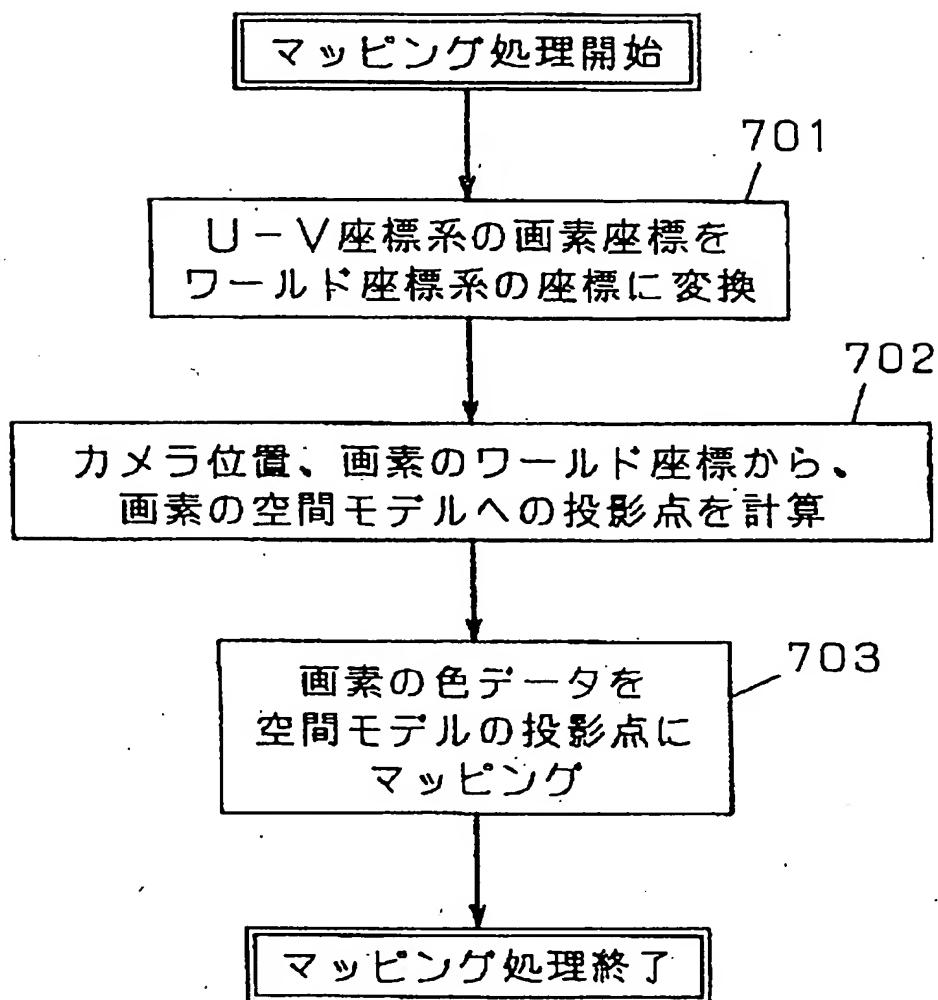 マッピング処理開始
701
U－V座標系の画素座標を
ワールド座標系の座標に変換
702
カメラ位置、画素のワールド座標から、
画素の空間モデルへの投影点を計算
703
画素の色データを
空間モデルの投影点に
マッピング
マッピング処理終了